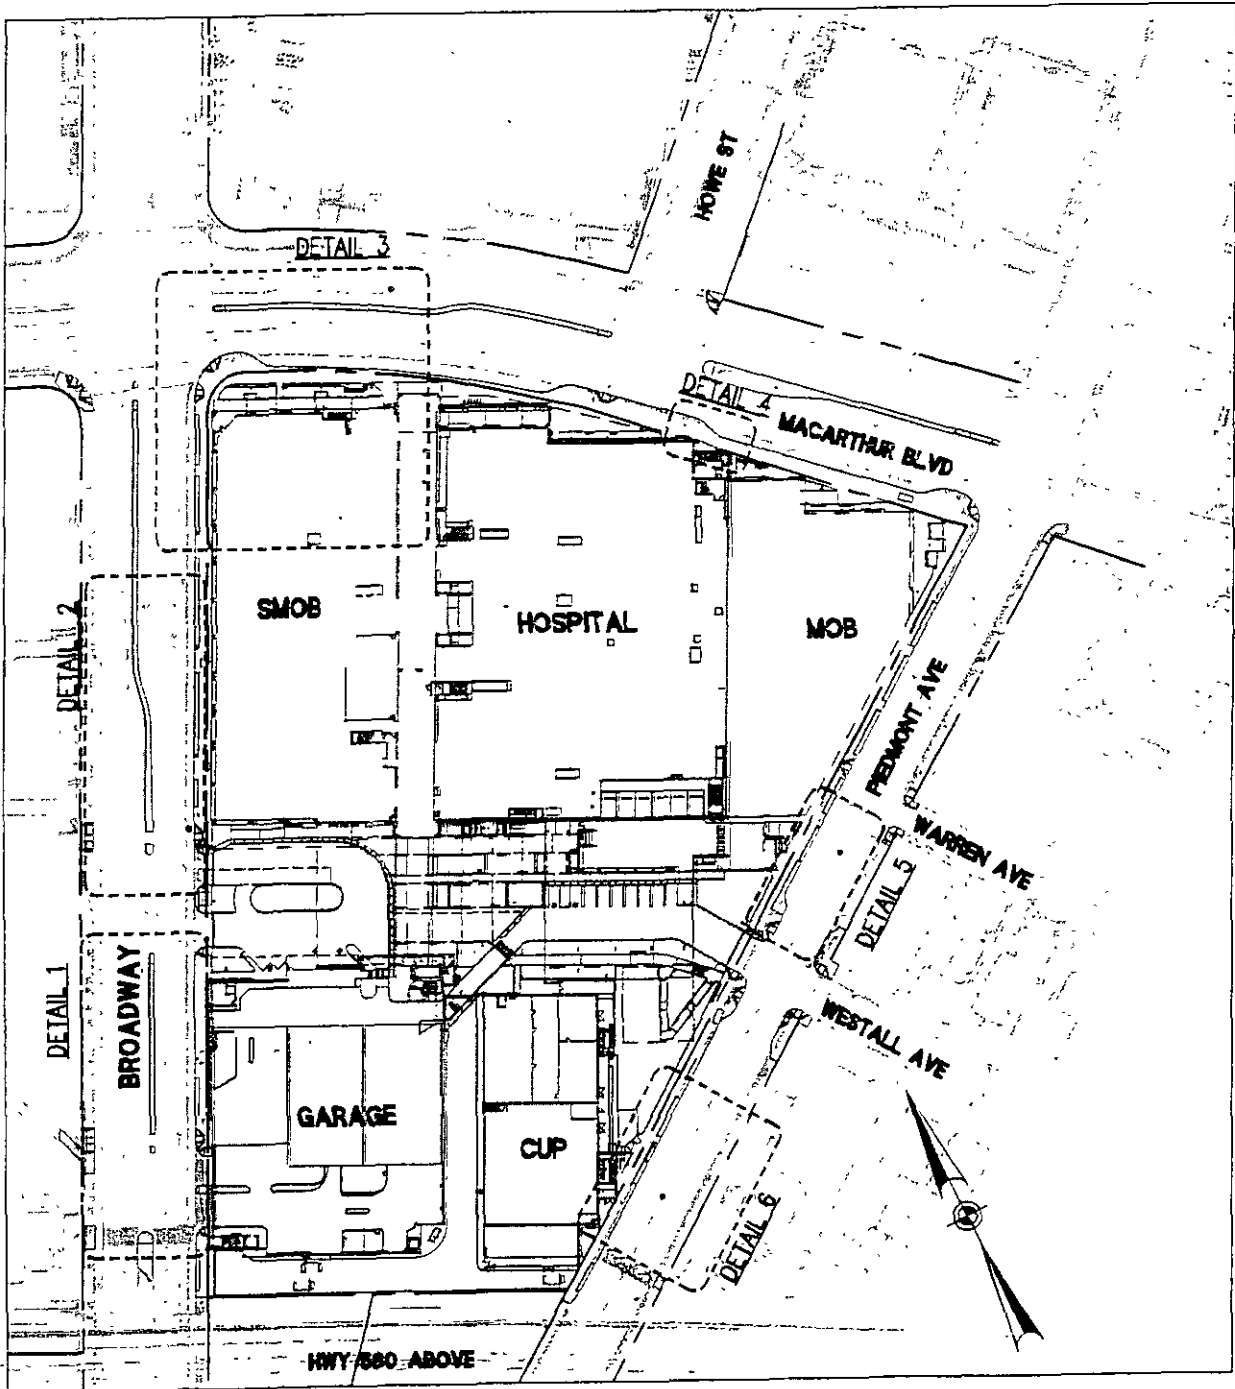 HOWE ST
DETAIL 3
DETAIL 4
MACARTHUR BLVD
SMOB
HOSPITAL
MOB
DETAIL 2
PIEDMONT AVE
WARREN AVE
DETAIL 5
DETAIL 1
BROADWAY
WESTALL AVE
GARAGE
CUP
DETAIL 6
HWY 580 ABOVE